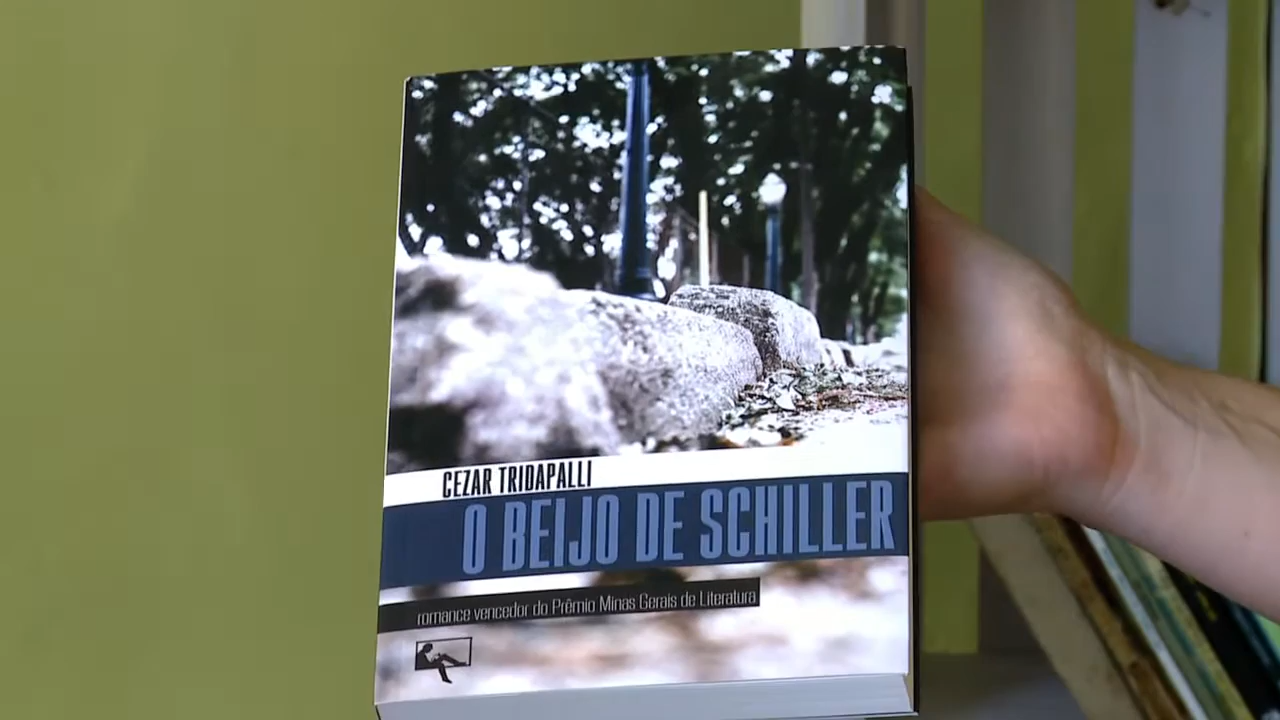 CEZAR TRIDAPALLI
O BEIJO DE SCHILLER
romance vencedor do Prêmio Minas Gerais de Literatura